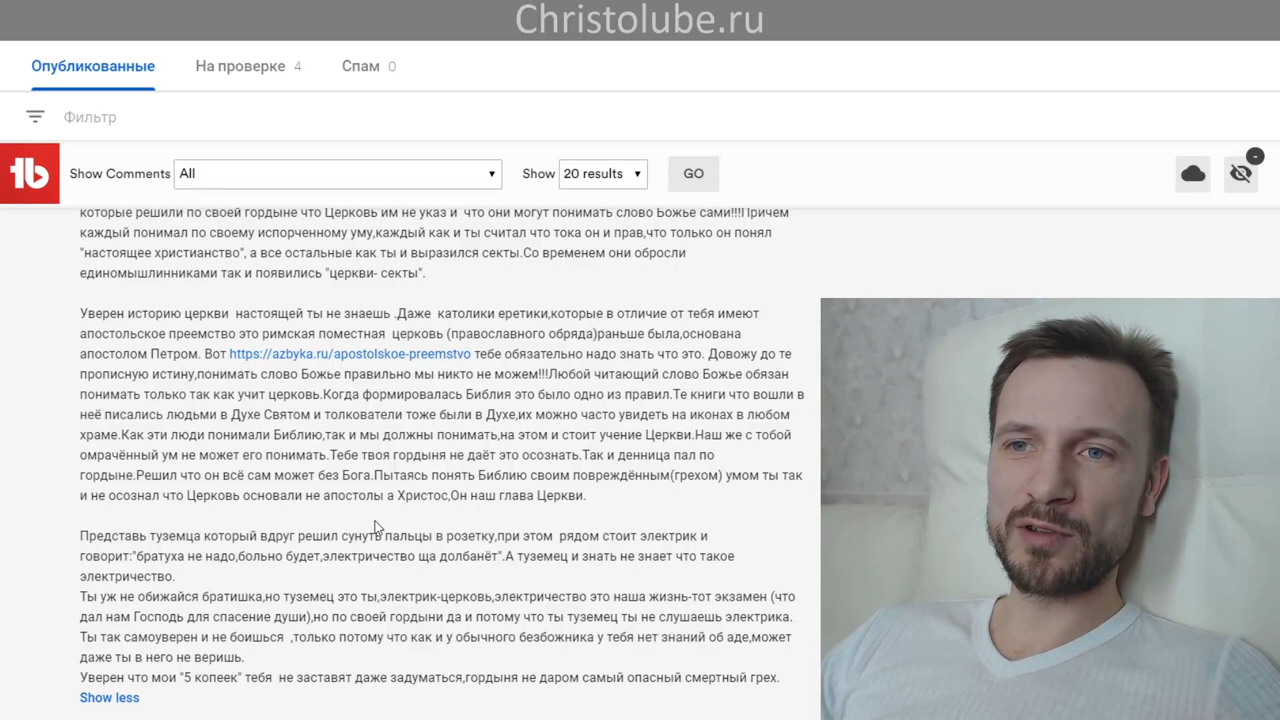 Christolube.ru
Опубликованные На проверке 4 Спам 0
Фильтр
tb Show Comments All Show 20 results GO
которые решили по своей гордыне что Церковь им не указ и  что они могут понимать слово Божье сами!!!Причем
каждый понимал по своему испорченному уму,каждый как и ты считал что тока он и прав,что только он понял
"настоящее христианство", а все остальные как ты и выразился секты.Со временем они обросли
единомышлинниками так и появились "церкви- секты".
Уверен историю церкви  настоящей ты не знаешь .Даже  католики еретики,которые в отличие от тебя имеют
апостольское преемство это римская поместная  церковь (православного обряда)раньше была,основана
апостолом Петром. Вот https://azbyka.ru/apostolskoe-preemstvo тебе обязательно надо знать что это. Довожу до те
прописную истину,понимать слово Божье правильно мы никто не можем!!!Любой читающий слово Божье обязан
понимать только так как учит церковь.Когда формировалась Библия это было одно из правил.Те книги что вошли в
неё писались людьми в Духе Святом и толкователи тоже были в Духе,их можно часто увидеть на иконах в любом
храме.Как эти люди понимали Библию,так и мы должны понимать,на этом и стоит учение Церкви.Наш же с тобой
омрачённый ум не может его понимать.Тебе твоя гордыня не даёт это осознать.Так и денница пал по
гордыне.Решил что он всё сам может без Бога.Пытаясь понять Библию своим повреждённым(грехом) умом ты так
и не осознал что Церковь основали не апостолы а Христос,Он наш глава Церкви.
Представь туземца который вдруг решил сунуть пальцы в розетку,при этом  рядом стоит электрик и
говорит:"братуха не надо,больно будет,электричество ща долбанёт".А туземец и знать не знает что такое
электричество.
Ты уж не обижайся братишка,но туземец это ты,электрик-церковь,электричество это наша жизнь-тот экзамен (что
дал нам Господь для спасение души),но по своей гордыни да и потому что ты туземец ты не слушаешь электрика.
Ты так самоуверен и не боишься  ,только потому что как и у обычного безбожника у тебя нет знаний об аде,может
даже ты в него не веришь.
Уверен что мои "5 копеек" тебя  не заставят даже задуматься,гордыня не даром самый опасный смертный грех.
Show less